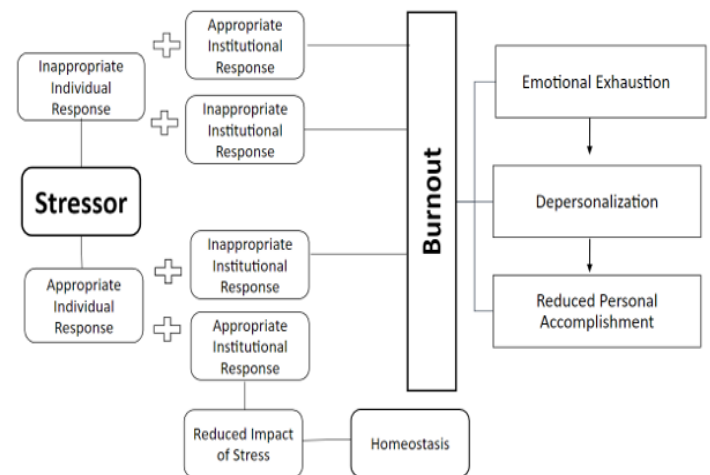 Appropriate
Institutional
Response
Inappropriate
Individual
Response
Inappropriate
Institutional
Response
Stressor
Inappropriate
Institutional
Response
Appropriate
Individual
Response
Appropriate
Institutional
Response
Reduced Impact
of Stress
Homeostasis
Burnout
Emotional Exhaustion
Depersonalization
Reduced Personal
Accomplishment